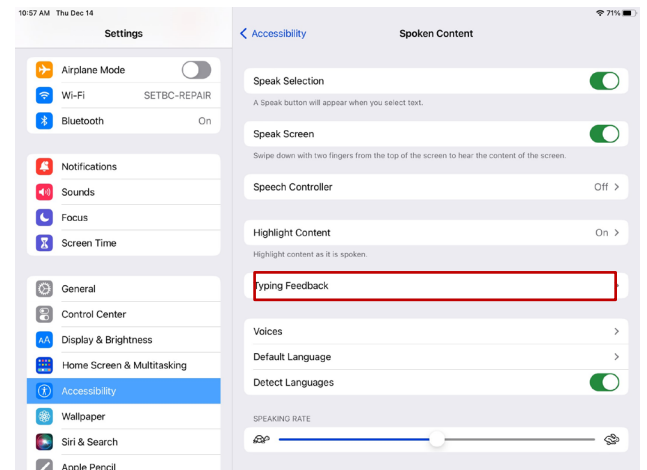 10:57 AM Thu Dec 14
71%
Settings
Airplane Mode
Wi-Fi SETBC-REPAIR
Bluetooth On
Notifications
Sounds
Focus
Screen Time
General
Control Center
AA Display & Brightness
Home Screen & Multitasking
Accessibility
Wallpaper
Siri & Search
Apple Pencil
Accessibility
Spoken Content
Speak Selection
A Speak button will appear when you select text.
Speak Screen
Swipe down with two fingers from the top of the screen to hear the content of the screen.
Speech Controller Off
Highlight Content On
Highlight content as it is spoken.
Typing Feedback
Voices
Default Language
Detect Languages
SPEAKING RATE